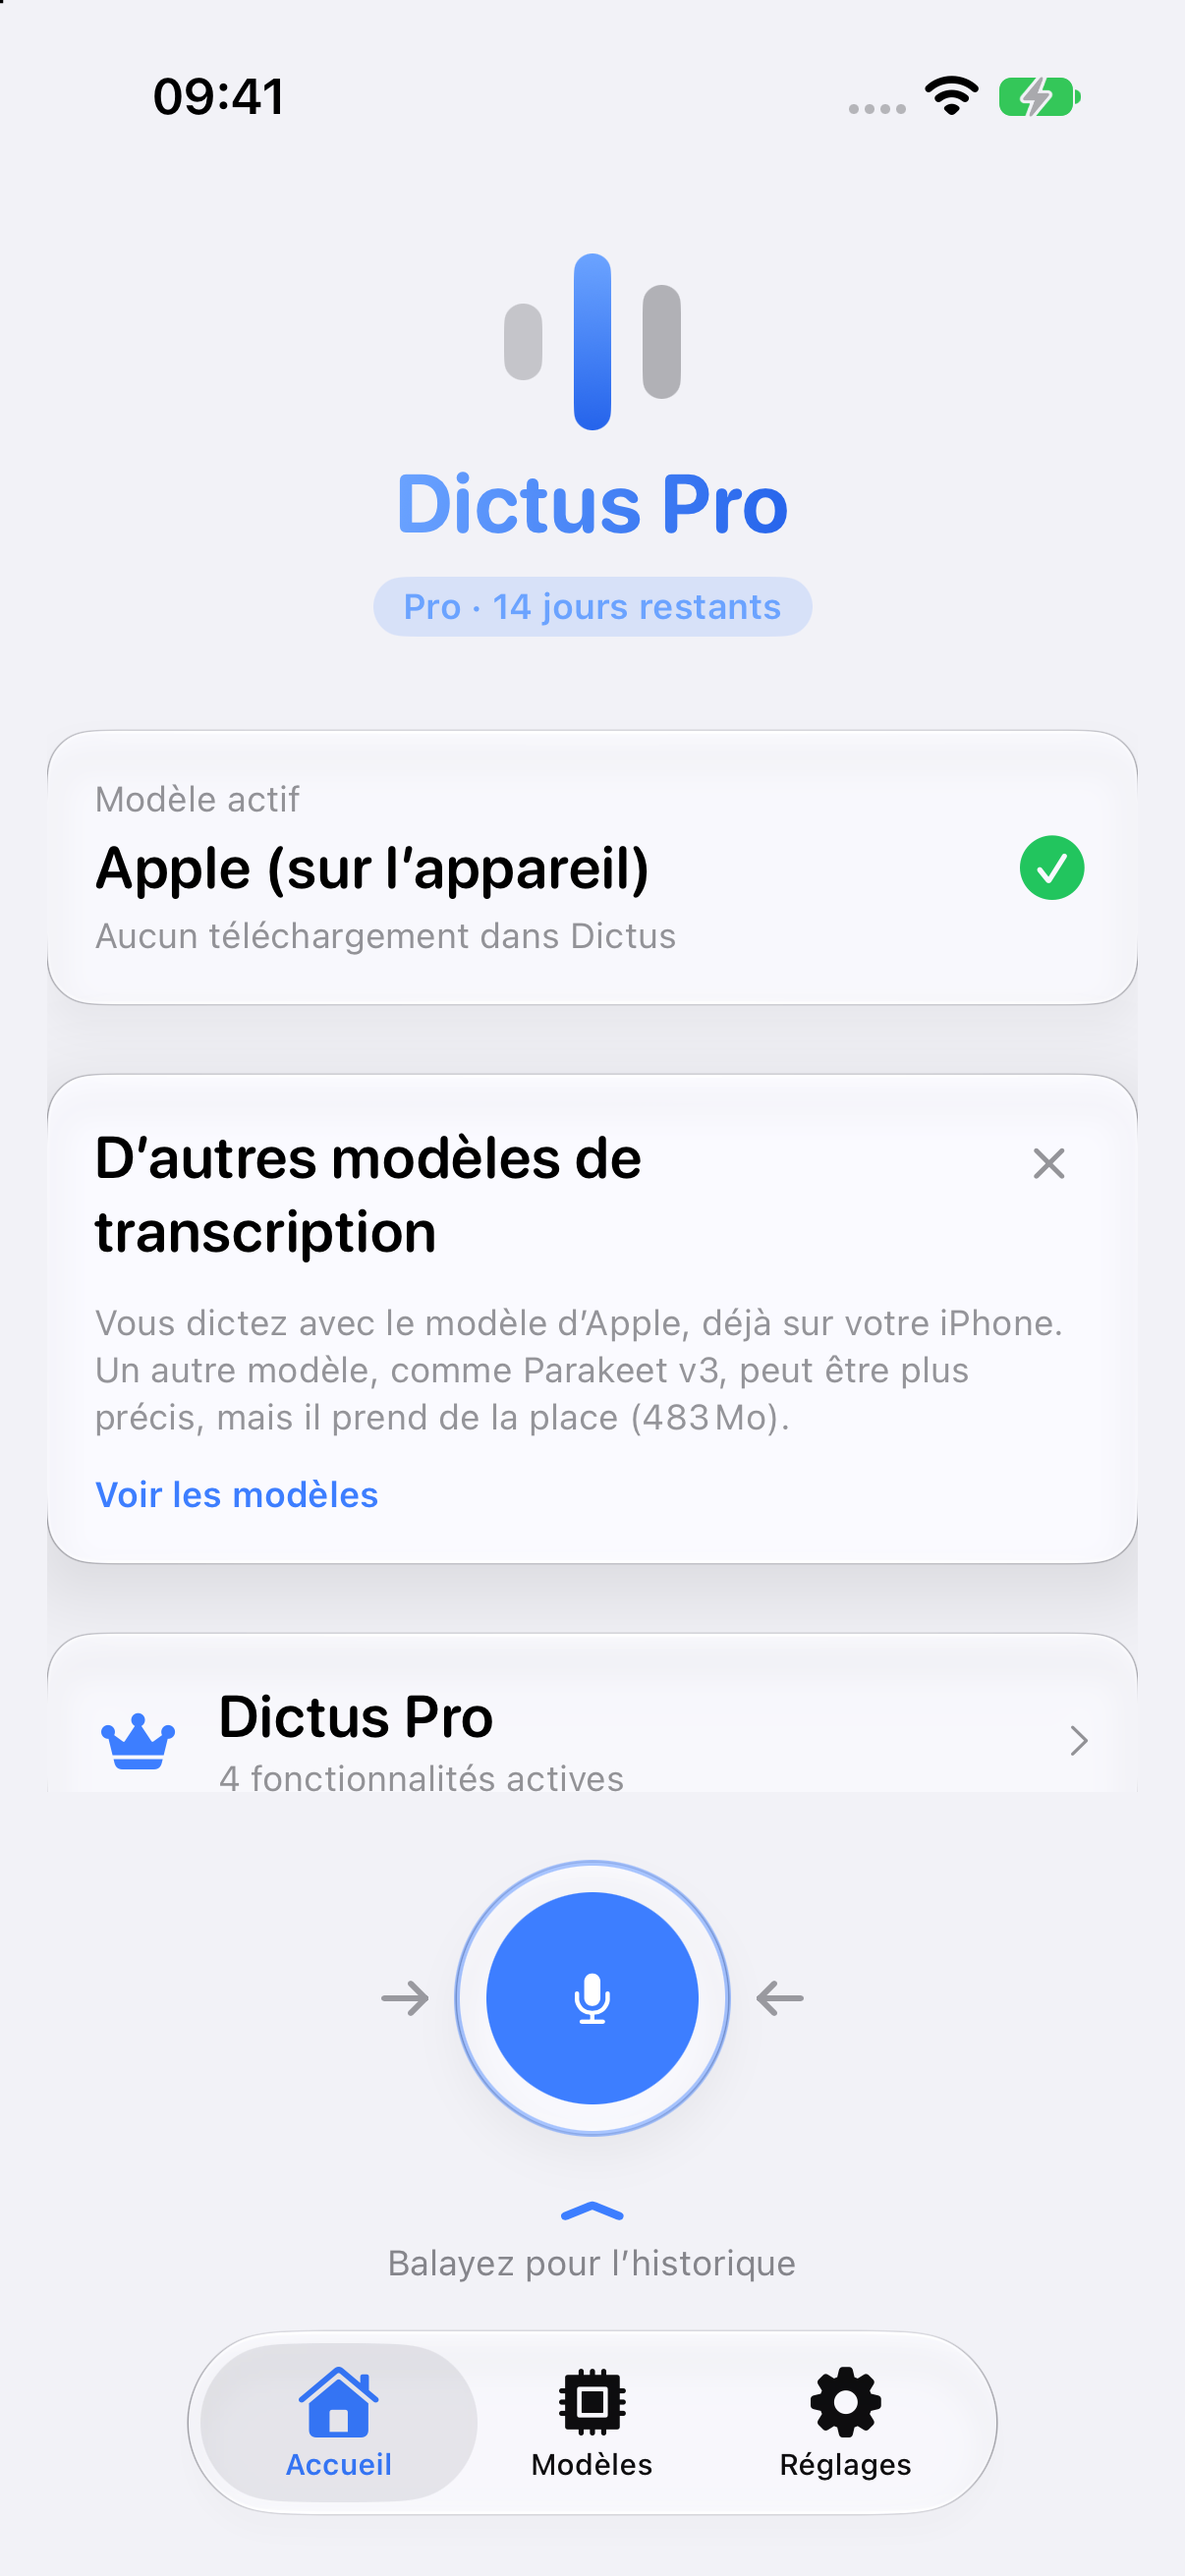 09:41
Dictus Pro
Pro · 14 jours restants
Modèle actif
Apple (sur l’appareil)
Aucun téléchargement dans Dictus
D’autres modèles de
transcription
Vous dictez avec le modèle d’Apple, déjà sur votre iPhone.
Un autre modèle, comme Parakeet v3, peut être plus
précis, mais il prend de la place (483 Mo).
Voir les modèles
Dictus Pro
4 fonctionnalités actives
Balayez pour l’historique
Accueil
Modèles
Réglages